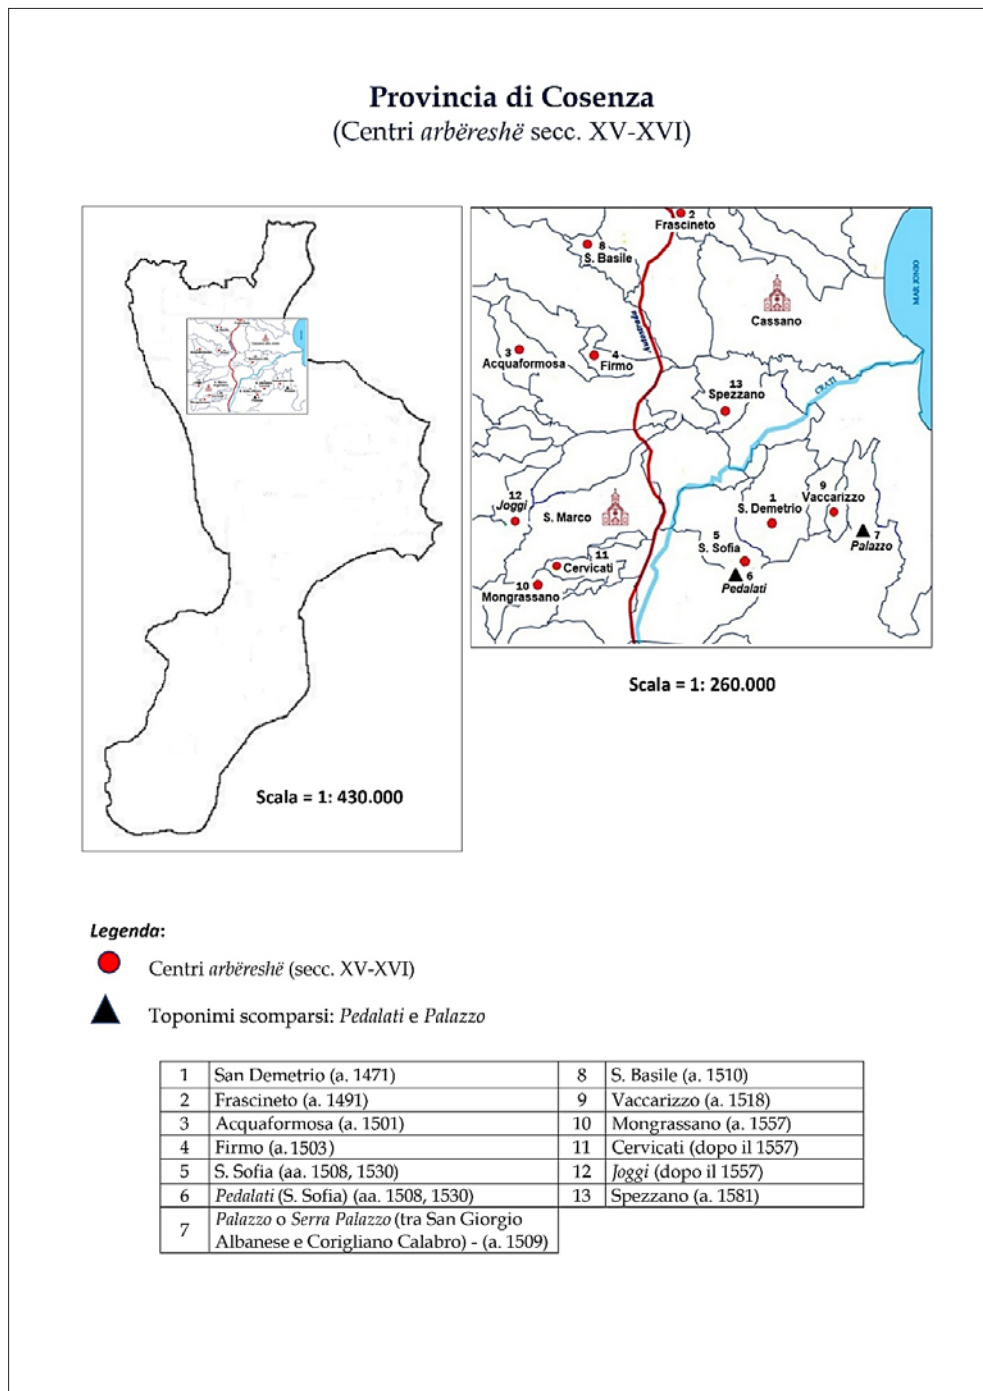 Provincia di Cosenza
(Centri arbëreshë secc. XV-XVI)
2
Frascineto
8
S. Basile
MAR JONIO
Cassano
Autostrada
3
Acquaformosa
4
Firmo
13
Spezzano
CRATI
12
Joggi
S. Marco
1
S. Demetrio
9
Vaccarizzo
7
Palazzo
5
S. Sofia
6
Pedalati
11
Cervicati
10
Mongrassano
Scala = 1: 260.000
Scala = 1: 430.000
Legenda:
Centri arbëreshë (secc. XV-XVI)
Toponimi scomparsi: Pedalati e Palazzo
1 San Demetrio (a. 1471) 8 S. Basile (a. 1510)
2 Frascineto (a. 1491) 9 Vaccarizzo (a. 1518)
3 Acquaformosa (a. 1501) 10 Mongrassano (a. 1557)
4 Firmo (a. 1503) 11 Cervicati (dopo il 1557)
5 S. Sofia (aa. 1508, 1530) 12 Joggi (dopo il 1557)
6 Pedalati (S. Sofia) (aa. 1508, 1530) 13 Spezzano (a. 1581)
7 Palazzo o Serra Palazzo (tra San Giorgio
Albanese e Corigliano Calabro) - (a. 1509)